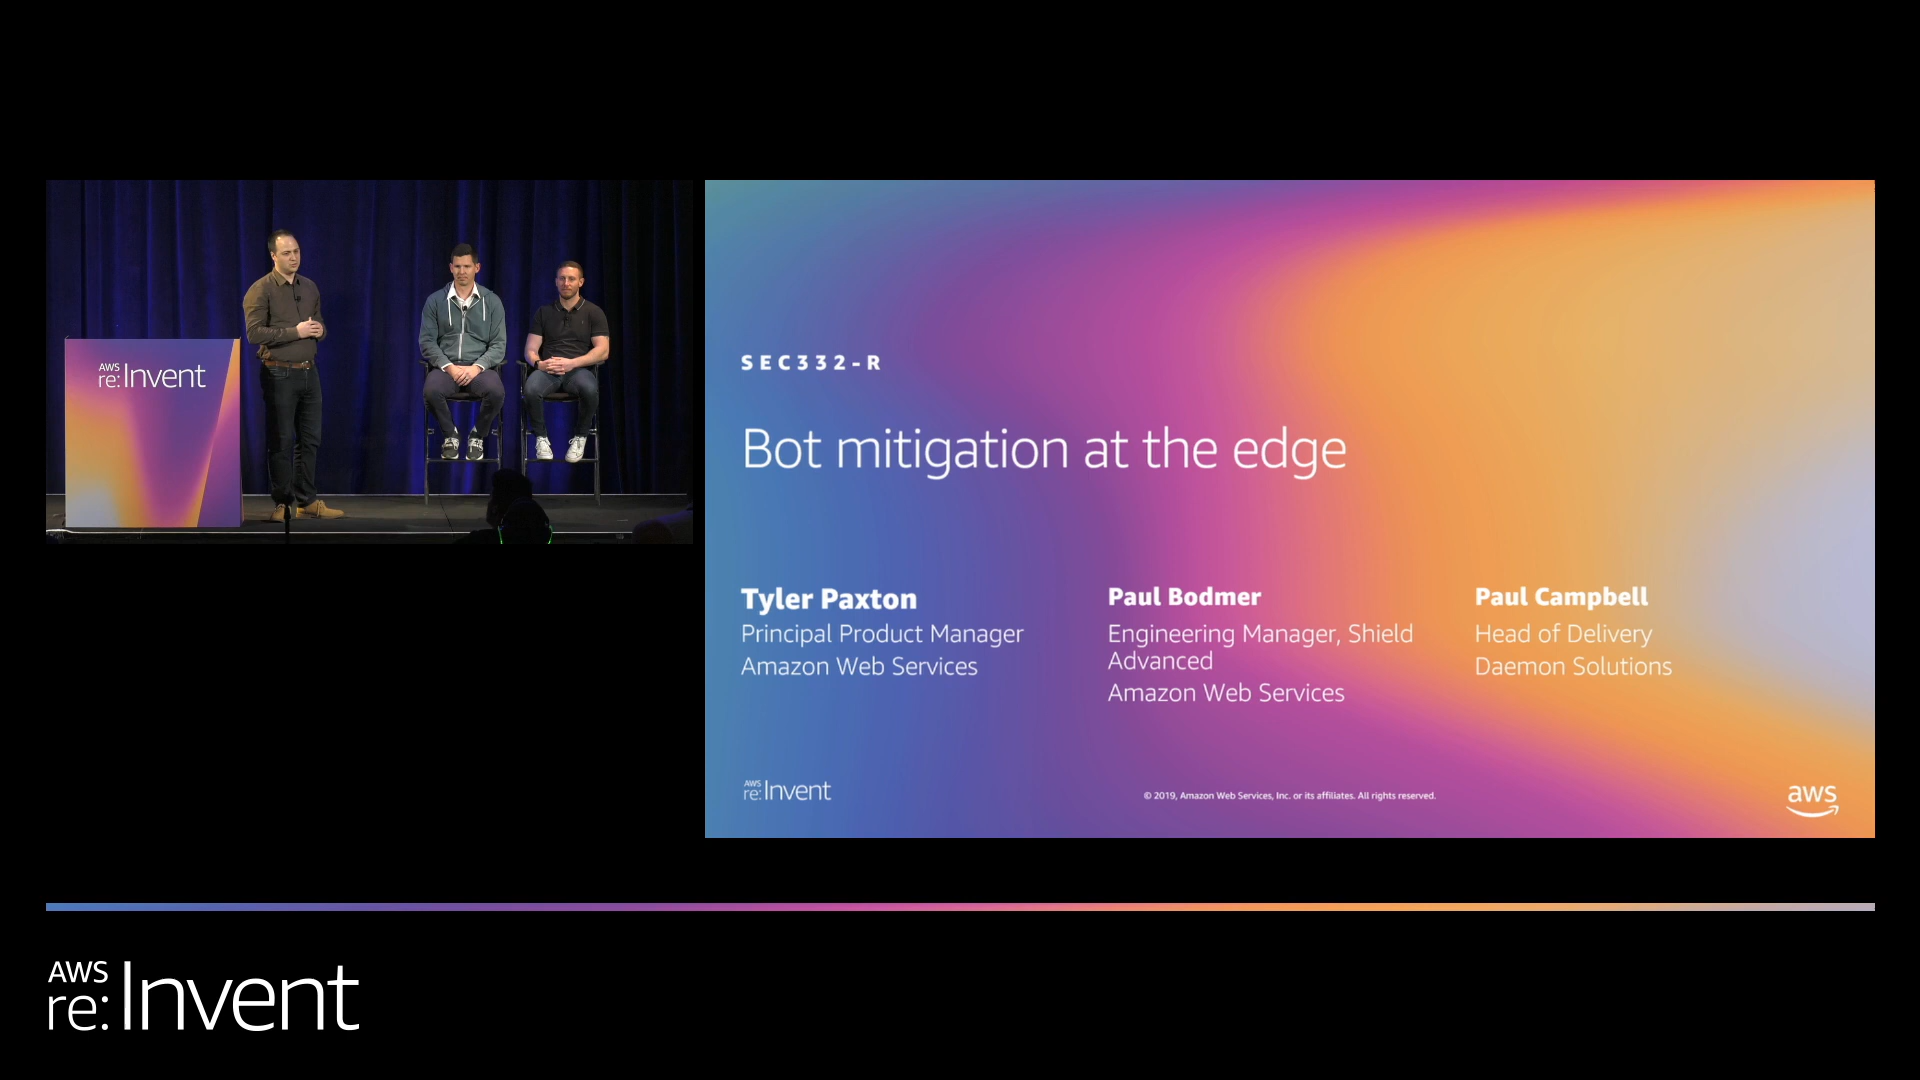 AWS
re:Invent
SEC332-R
Bot mitigation at the edge
Tyler Paxton
Principal Product Manager
Amazon Web Services
Paul Bodmer
Engineering Manager, Shield
Advanced
Amazon Web Services
Paul Campbell
Head of Delivery
Daemon Solutions
AWS
re:Invent
© 2019, Amazon Web Services, Inc. or its affiliates. All rights reserved.
aws
AWS
re:Invent